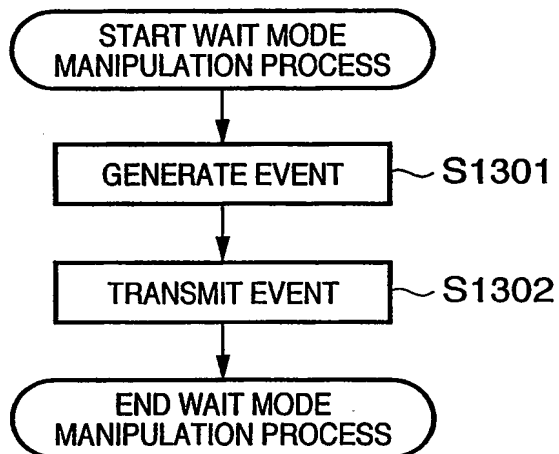 START WAIT MODE
MANIPULATION PROCESS
GENERATE EVENT
S1301
TRANSMIT EVENT
S1302
END WAIT MODE
MANIPULATION PROCESS